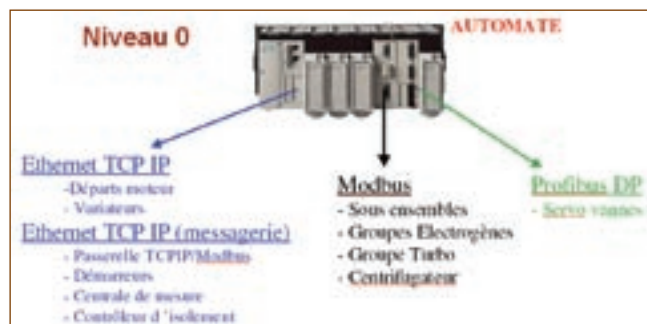 Niveau 0
AUTOMATE
Ethernet TCP IP
-Départs moteur
- Variateurs
Ethernet TCP IP (messagerie)
- Passerelle TCPIP/Modbus
- Démarreurs
- Centrale de mesure
- Contrôleur d 'isolement
Modbus
- Sous ensembles
- Groupes Electrogènes
- Groupe Turbo
- Centrifugateur
Profibus DP
- Servo vannes